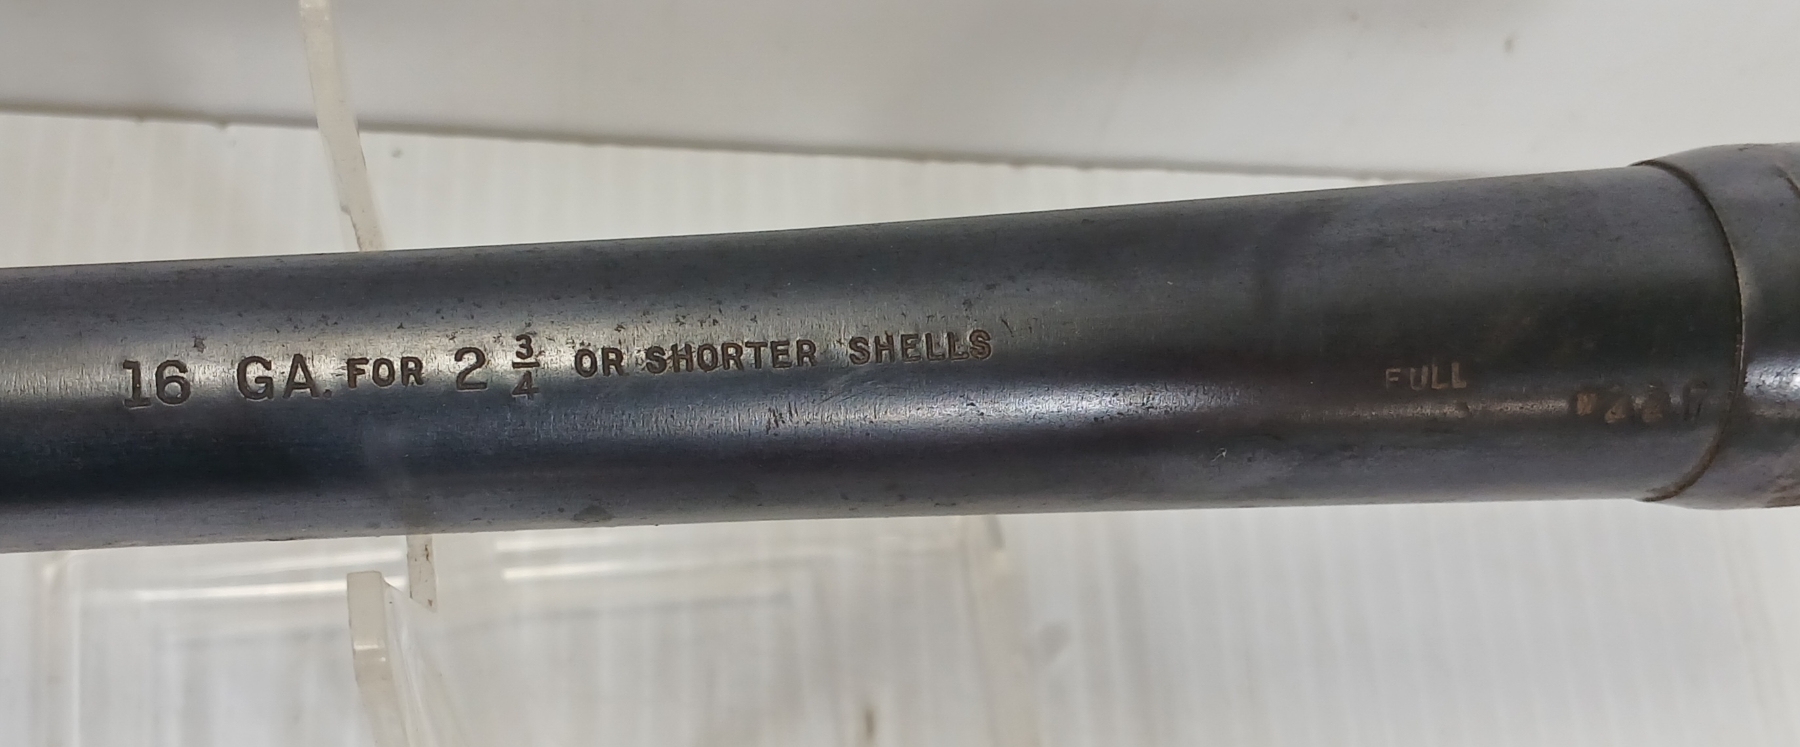 16 GA. FOR 2 3/4 OR SHORTER SHELLS
FULL